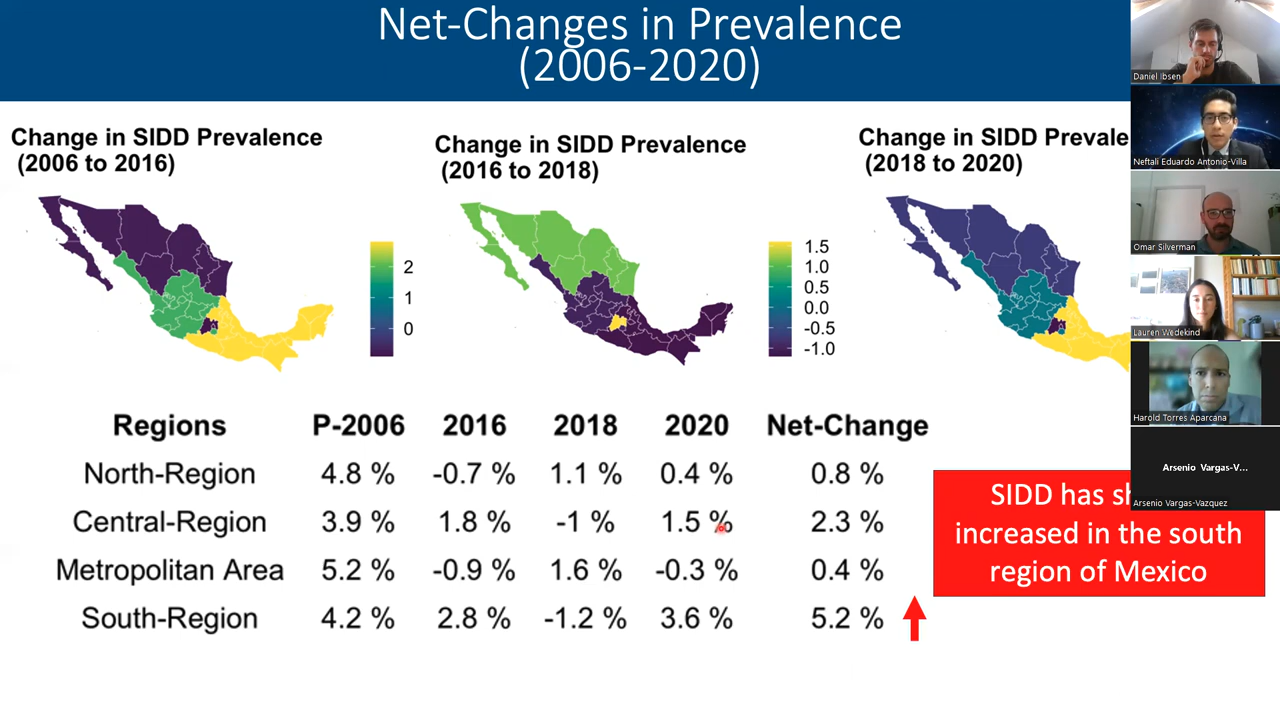 Net-Changes in Prevalence
(2006-2020)
Change in SIDD Prevalence
(2006 to 2016)
2
1
0
Change in SIDD Prevalence
(2016 to 2018)
1.5
1.0
0.5
0.0
-0.5
-1.0
Change in SIDD Prevale
(2018 to 2020)
Regions P-2006 2016 2018 2020 Net-Change
North-Region 4.8 % -0.7 % 1.1 % 0.4 % 0.8 %
Central-Region 3.9 % 1.8 % -1 % 1.5 % 2.3 %
Metropolitan Area 5.2 % -0.9 % 1.6 % -0.3 % 0.4 %
South-Region 4.2 % 2.8 % -1.2 % 3.6 % 5.2 %
SIDD has sh
increased in the south
region of Mexico
Daniel Ibsen
Neftali Eduardo Antonio-Villa
Omar Silverman
Lauren Wedekind
Harold Torres Aparcana
Arsenio Vargas-V...
Arsenio Vargas-Vazquez